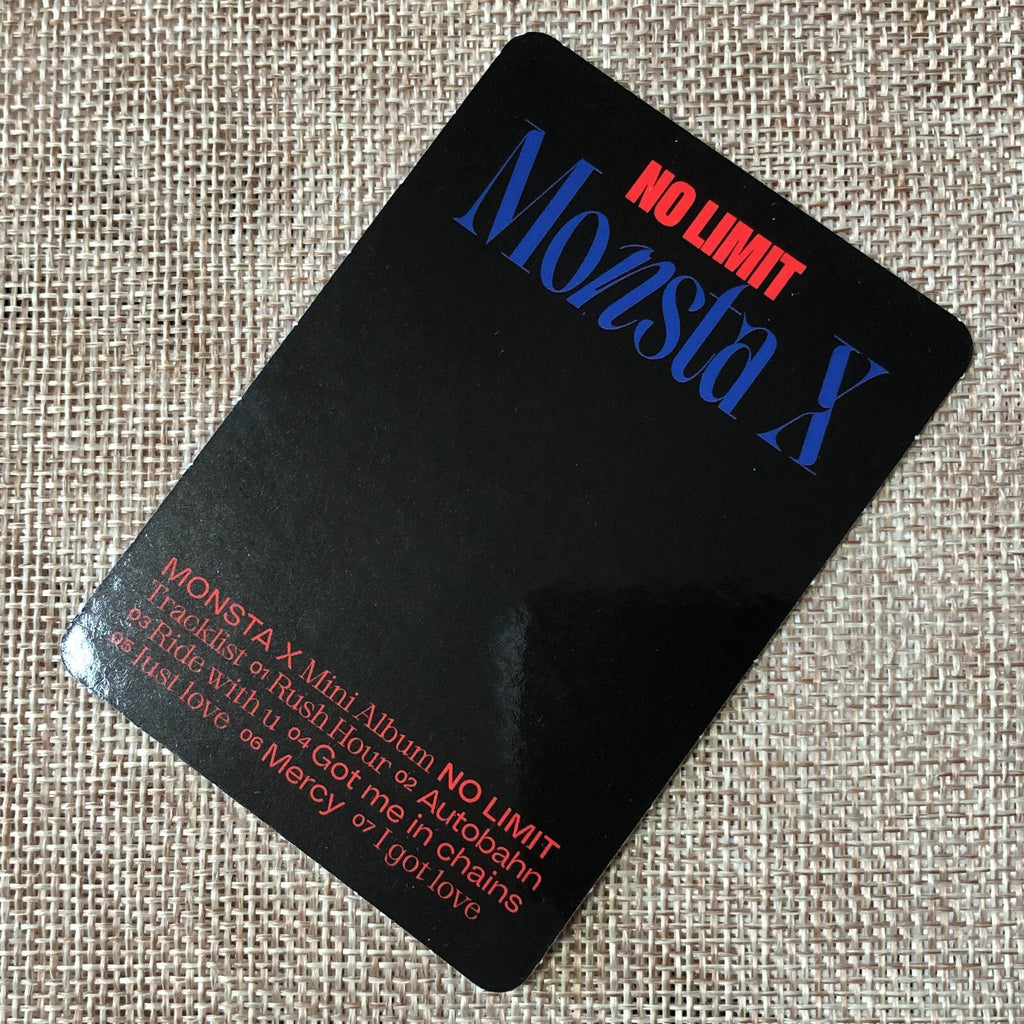 NO LIMIT
Monsta X
MONSTA X Mini Album NO LIMIT
Tracklist 01 Rush Hour 02 Autobahn
03 Ride with u 04 Got me in chains
05 Just love 06 Mercy 07 I got love